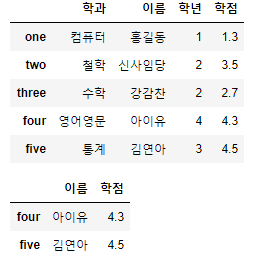 학과 이름 학년 학점
one 컴퓨터 홍길동 1 1.3
two 철학 신사임당 2 3.5
three 수학 강감찬 2 2.7
four 영어영문 아이유 4 4.3
five 통계 김연아 3 4.5
이름 학점
four 아이유 4.3
five 김연아 4.5